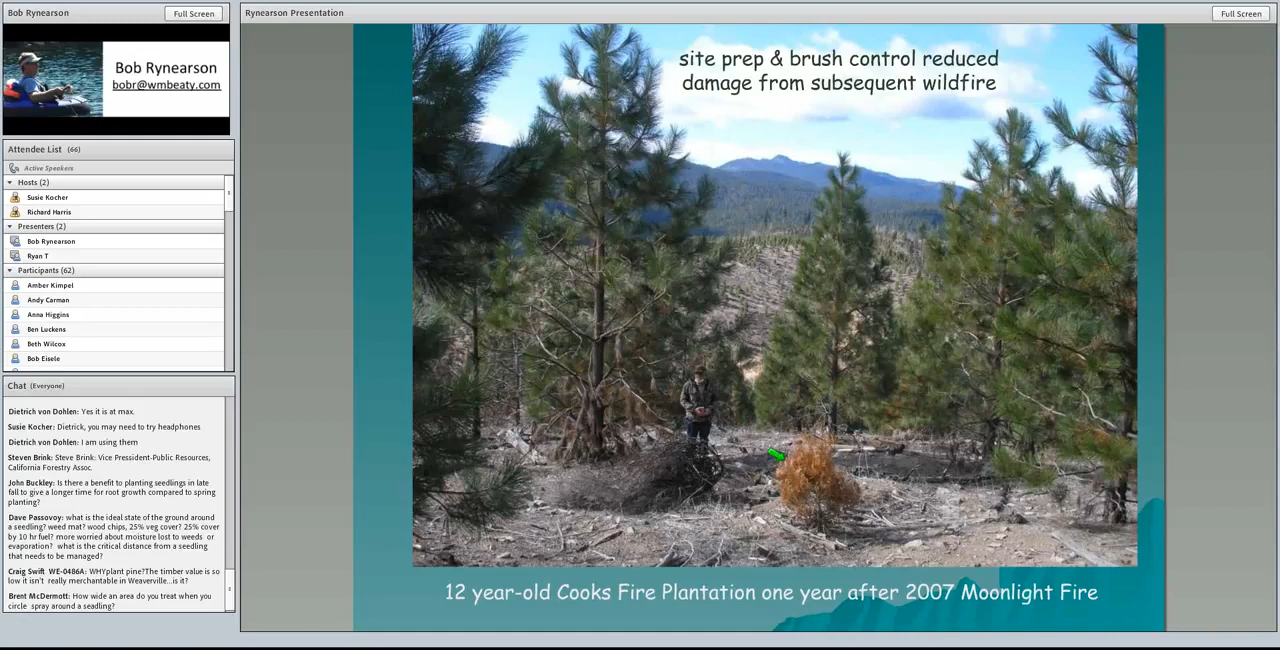 Bob Rynearson
Full Screen
Bob Rynearson
bobr@wmbeaty.com
Attendee List (66)
Active Speakers
Hosts (2)
Susie Kocher
Richard Harris
Presenters (2)
Bob Rynearson
Ryan T
Participants (62)
Amber Kimpel
Andy Carman
Anna Higgins
Ben Luckens
Beth Wilcox
Bob Eisele
Chat (Everyone)
Dietrich von Dohlen: Yes it is at max.
Susie Kocher: Dietrick, you may need to try headphones
Dietrich von Dohlen: I am using them
Steven Brink: Steve Brink: Vice President-Public Resources,
California Forestry Assoc.
John Buckley: Is there a benefit to planting seedlings in late
fall to give a longer time for root growth compared to spring
planting?
Dave Passovoy: what is the ideal state of the ground around
a seedling? weed mat? wood chips, 25% veg cover? 25% cover
by 10 hr fuel? more worried about moisture lost to weeds or
evaporation? what is the critical distance from a seedling
that needs to be managed?
Craig Swift WE-0486A: WHYplant pine?The timber value is so
low it isn't really merchantable in Weaverville...is it?
Brent McDermott: How wide an area do you treat when you
circle spray around a seedling?
Rynearson Presentation
Full Screen
site prep & brush control reduced
damage from subsequent wildfire
12 year-old Cooks Fire Plantation one year after 2007 Moonlight Fire